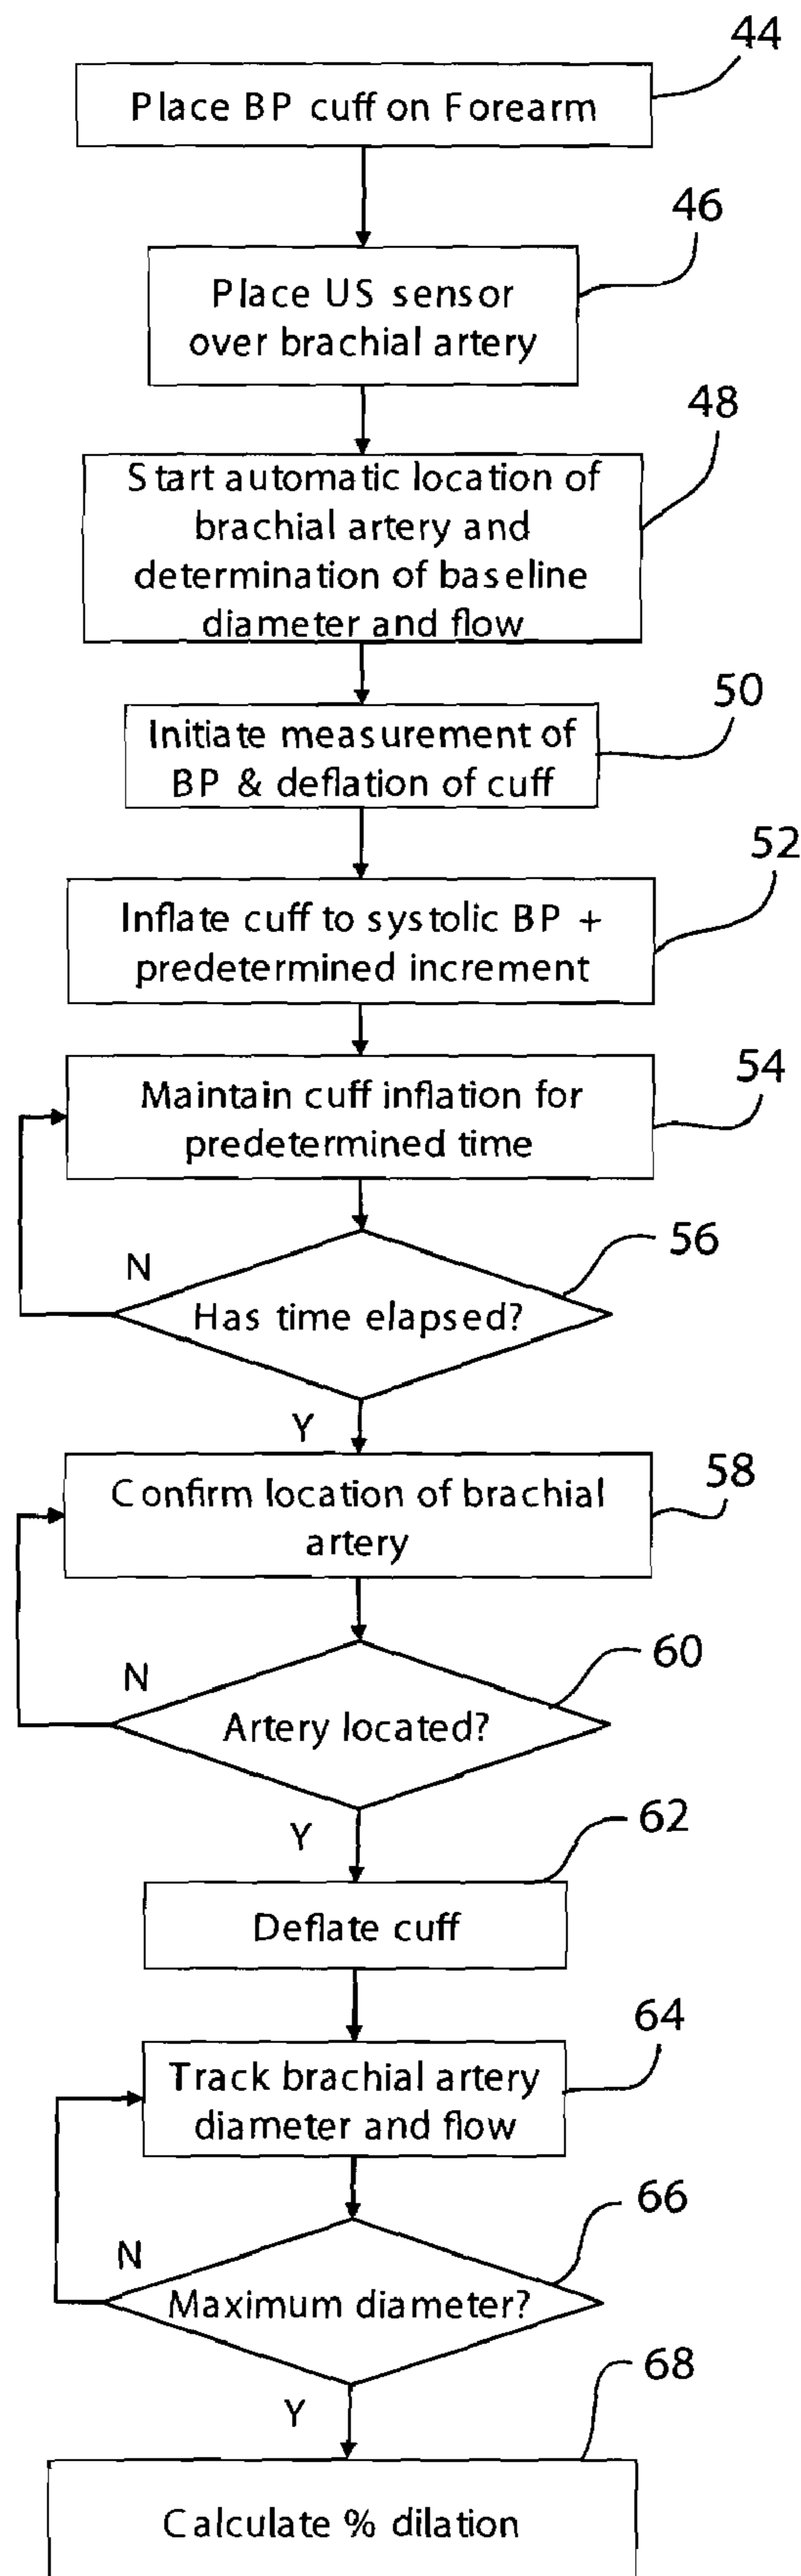 44
Place BP cuff on Forearm
46
Place US sensor
over brachial artery
48
Start automatic location of
brachial artery and
determination of baseline
diameter and flow
50
Initiate measurement of
BP & deflation of cuff
52
Inflate cuff to systolic BP +
predetermined increment
54
Maintain cuff inflation for
predetermined time
56
N
Has time elapsed?
Y
58
Confirm location of brachial
artery
60
N
Artery located?
Y
62
Deflate cuff
64
Track brachial artery
diameter and flow
66
N
Maximum diameter?
68
Y
Calculate % dilation